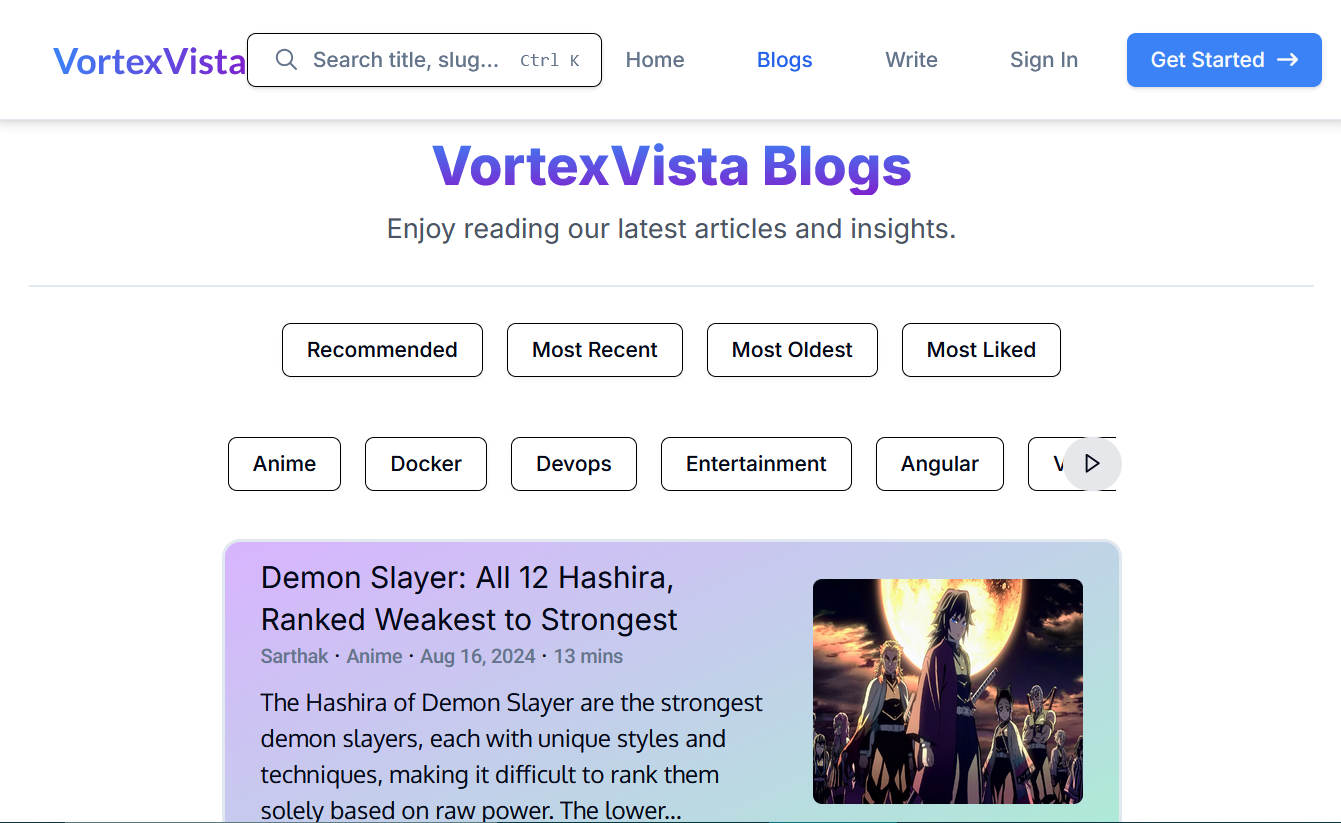 VortexVista Search title, slug... Ctrl K Home Blogs Write Sign In Get Started →
VortexVista Blogs
Enjoy reading our latest articles and insights.
Recommended Most Recent Most Oldest Most Liked
Anime Docker Devops Entertainment Angular
Demon Slayer: All 12 Hashira,
Ranked Weakest to Strongest
Sarthak · Anime · Aug 16, 2024 · 13 mins
The Hashira of Demon Slayer are the strongest
demon slayers, each with unique styles and
techniques, making it difficult to rank them
solely based on raw power. The lower...